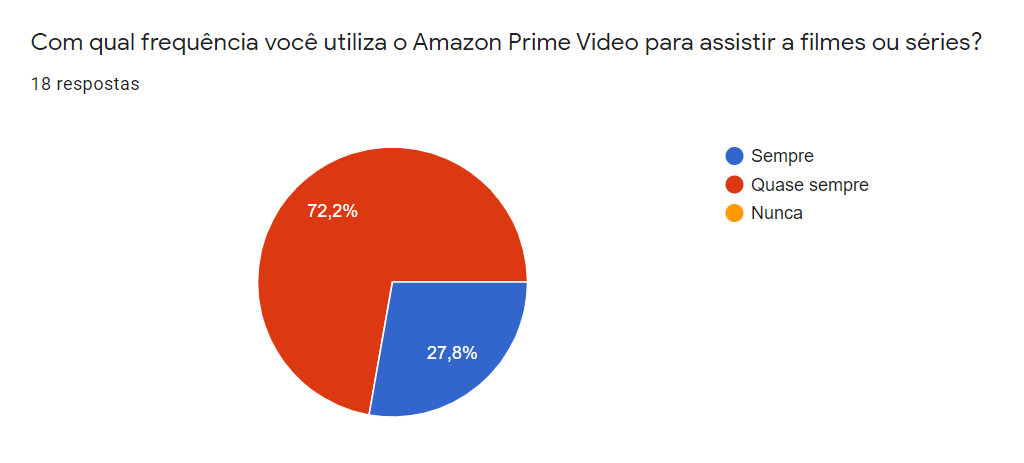 Com qual frequência você utiliza o Amazon Prime Video para assistir a filmes ou séries?
18 respostas
72,2%
27,8%
Sempre
Quase sempre
Nunca